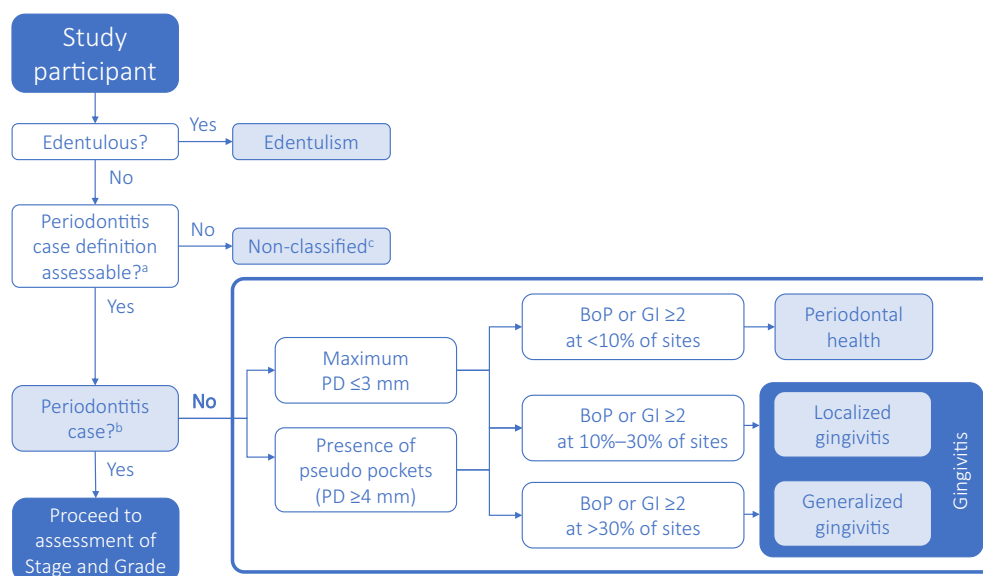 Study
participant
Edentulous?
Yes
Edentulism
No
Periodontitis
case definition
assessable?ᵃ
No
Non-classifiedᶜ
Yes
Periodontitis
case?ᵇ
No
Yes
Proceed to
assessment of
Stage and Grade
Maximum
PD ≤3 mm
Presence of
pseudo pockets
(PD ≥4 mm)
BoP or GI ≥2
at <10% of sites
Periodontal
health
BoP or GI ≥2
at 10%–30% of sites
Localized
gingivitis
BoP or GI ≥2
at >30% of sites
Generalized
gingivitis
Gingivitis